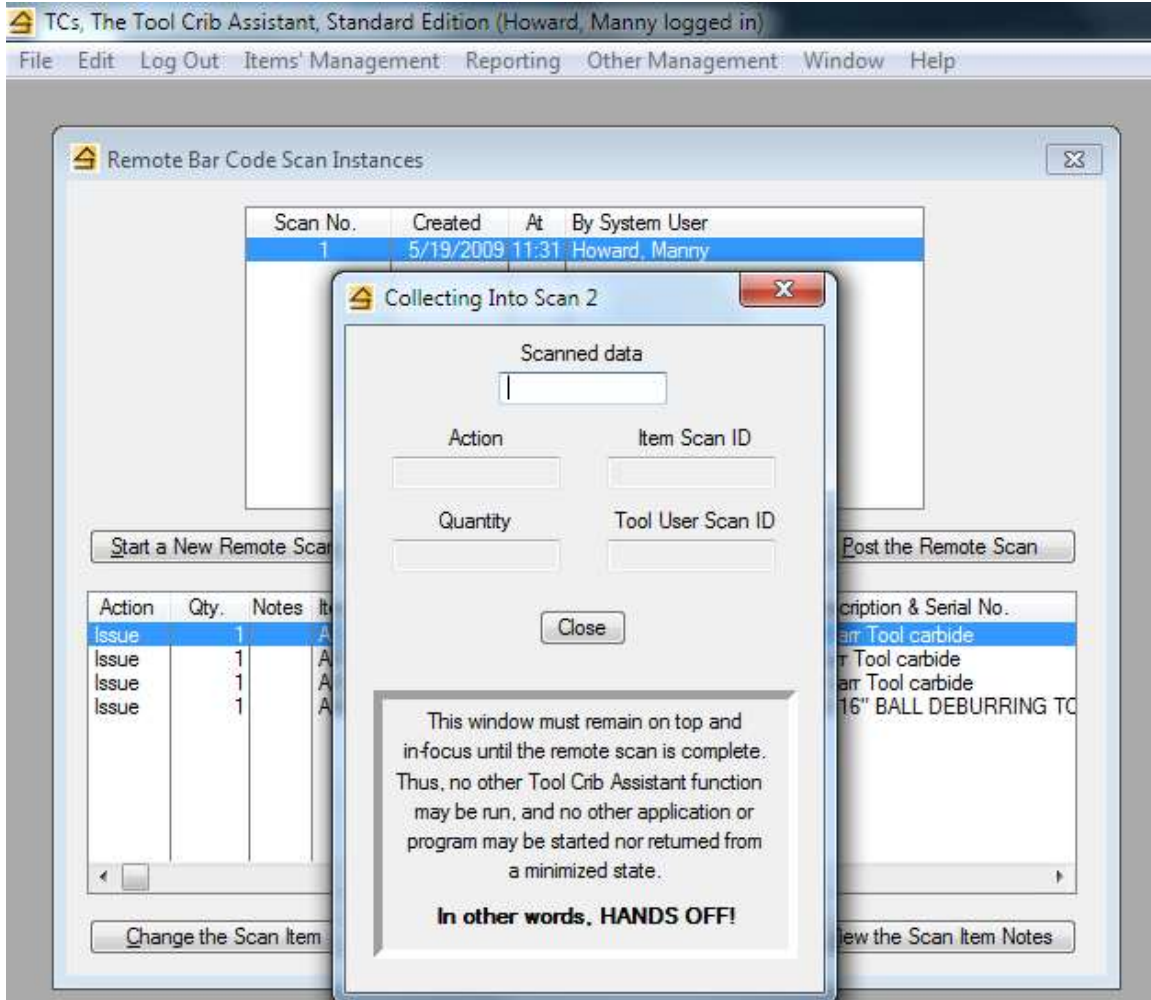 TCs, The Tool Crib Assistant, Standard Edition (Howard, Manny logged in)
File Edit Log Out Items' Management Reporting Other Management Window Help
Remote Bar Code Scan Instances
Scan No. Created At By System User
1 5/19/2009 11:31 Howard, Manny
Collecting Into Scan 2
Scanned data
Action Item Scan ID
Quantity Tool User Scan ID
Start a New Remote Scan
Post the Remote Scan
Close
Action Qty. Notes
Issue 1 Tool carbide
Issue 1 Tool carbide
Issue 1 Tool carbide
Issue 1 16" BALL DEBURRING
& Serial No.
This window must remain on top and
in-focus until the remote scan is complete.
Thus, no other Tool Crib Assistant function
may be run, and no other application or
program may be started nor returned from
a minimized state.
In other words, HANDS OFF!
Change the Scan Item
the Scan Item Notes